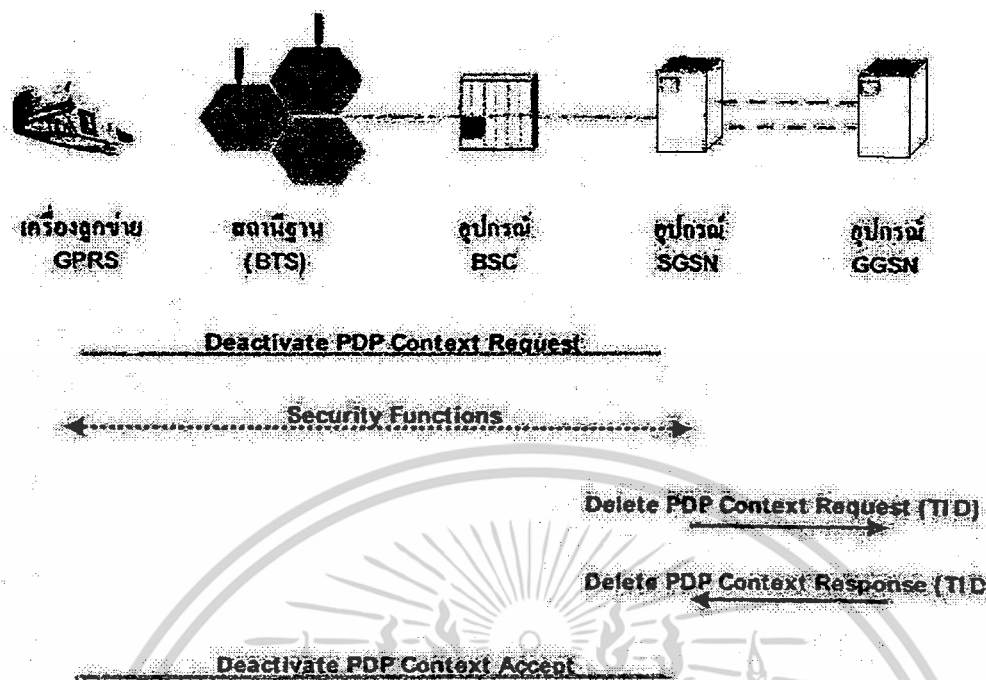 เครื่องลูกข่าย
GPRS
สถานีฐาน
(BTS)
อุปกรณ์
BSC
อุปกรณ์
SGSN
อุปกรณ์
GGSN
Deactivate PDP Context Request
Security Functions
Delete PDP Context Request (TID)
Delete PDP Context Response (TID
Deactivate PDP Context Accept